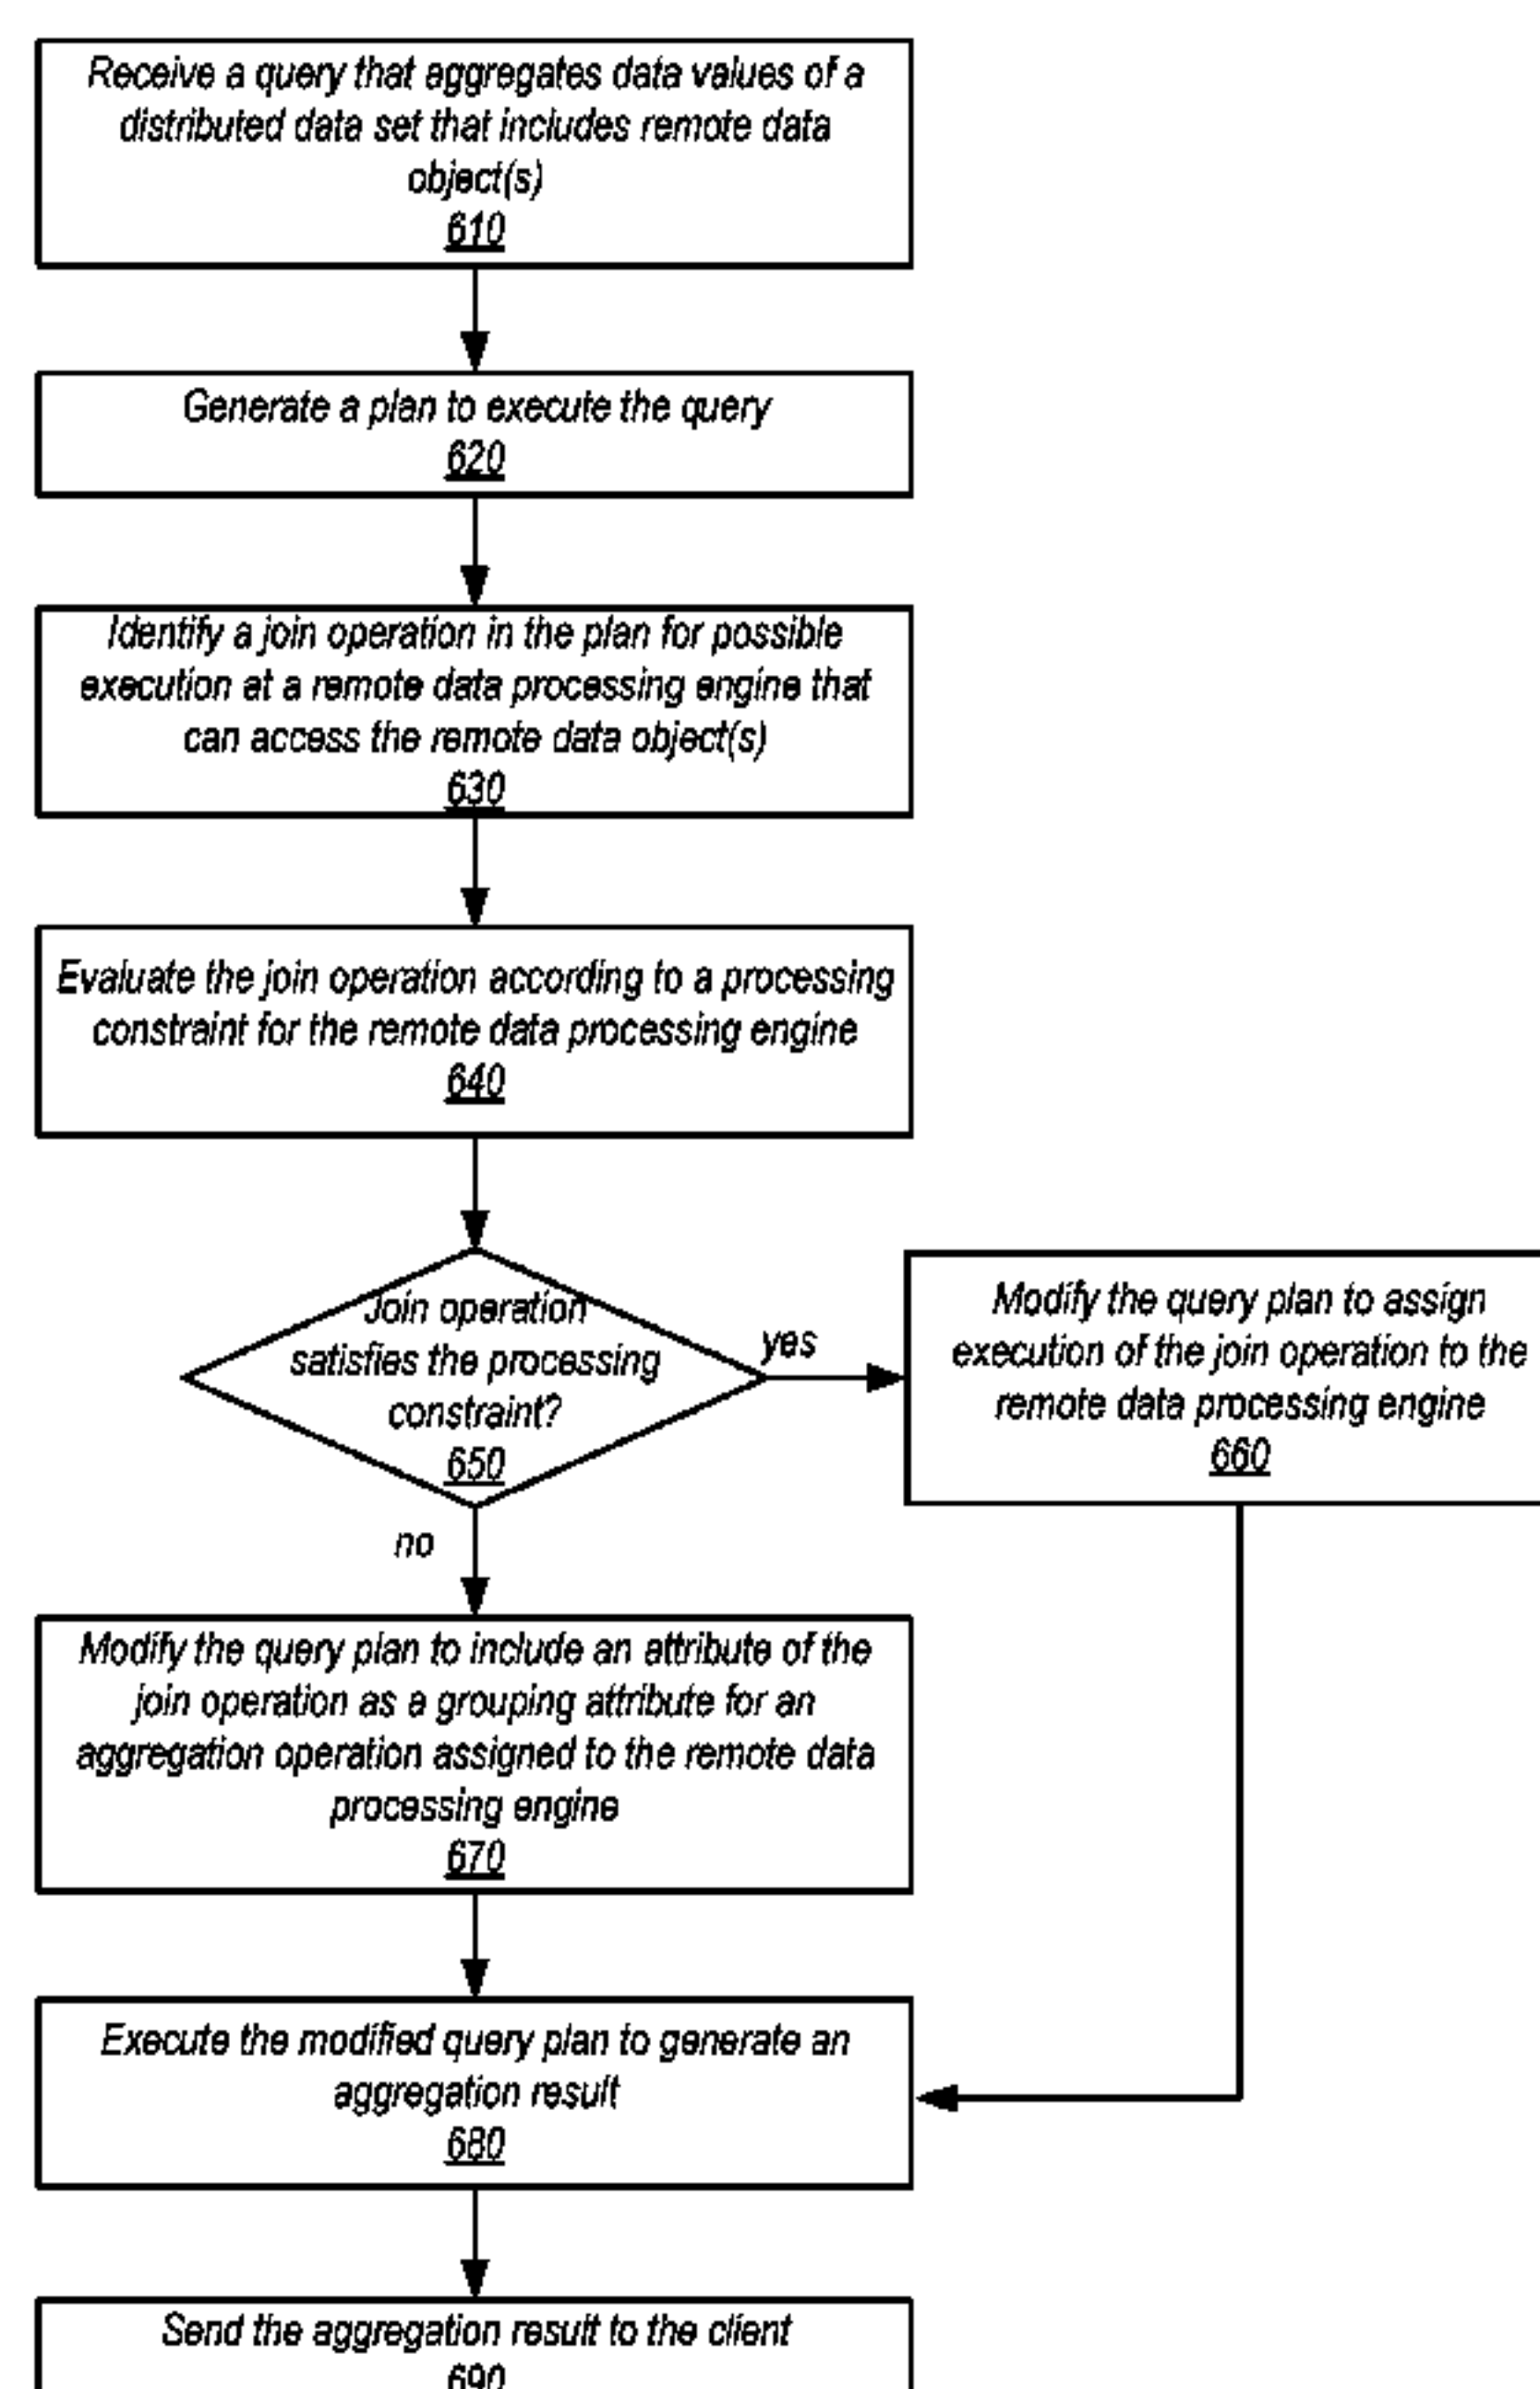 Receive a query that aggregates data values of a
distributed data set that includes remote data
object(s)
610
Generate a plan to execute the query
620
Identify a join operation in the plan for possible
execution at a remote data processing engine that
can access the remote data object(s)
630
Evaluate the join operation according to a processing
constraint for the remote data processing engine
640
Join operation
satisfies the processing
constraint?
650
yes
Modify the query plan to assign
execution of the join operation to the
remote data processing engine
660
no
Modify the query plan to include an attribute of the
join operation as a grouping attribute for an
aggregation operation assigned to the remote data
processing engine
670
Execute the modified query plan to generate an
aggregation result
680
Send the aggregation result to the client
690